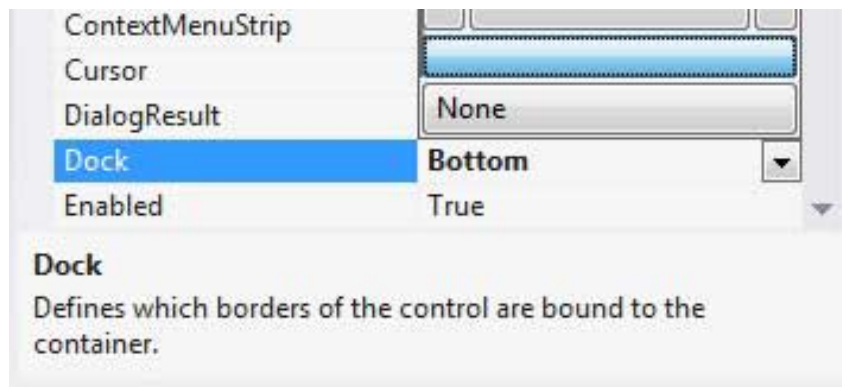 ContextMenuStrip
Cursor
DialogResult
None
Dock
Bottom
Enabled
True
Dock
Defines which borders of the control are bound to the
container.